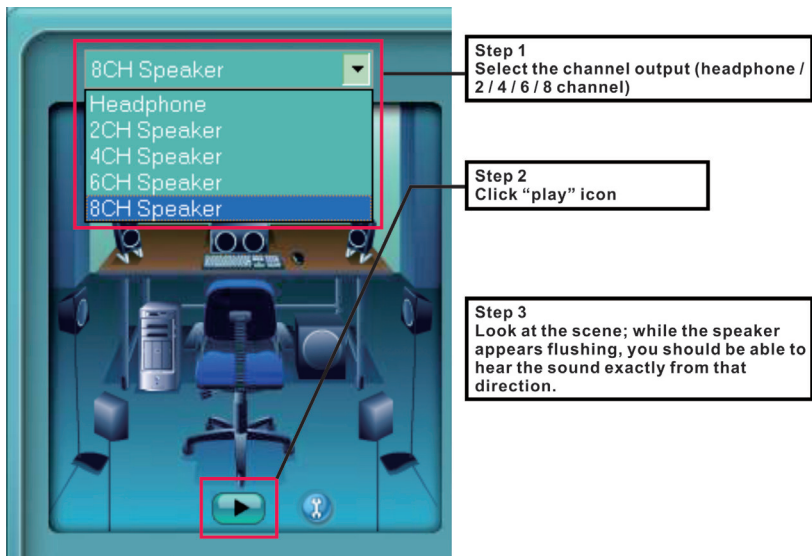 8CH Speaker
Headphone
2CH Speaker
4CH Speaker
6CH Speaker
8CH Speaker
Step 1
Select the channel output (headphone /
2 / 4 / 6 / 8 channel)
Step 2
Click “play” icon
Step 3
Look at the scene; while the speaker
appears flushing, you should be able to
hear the sound exactly from that
direction.